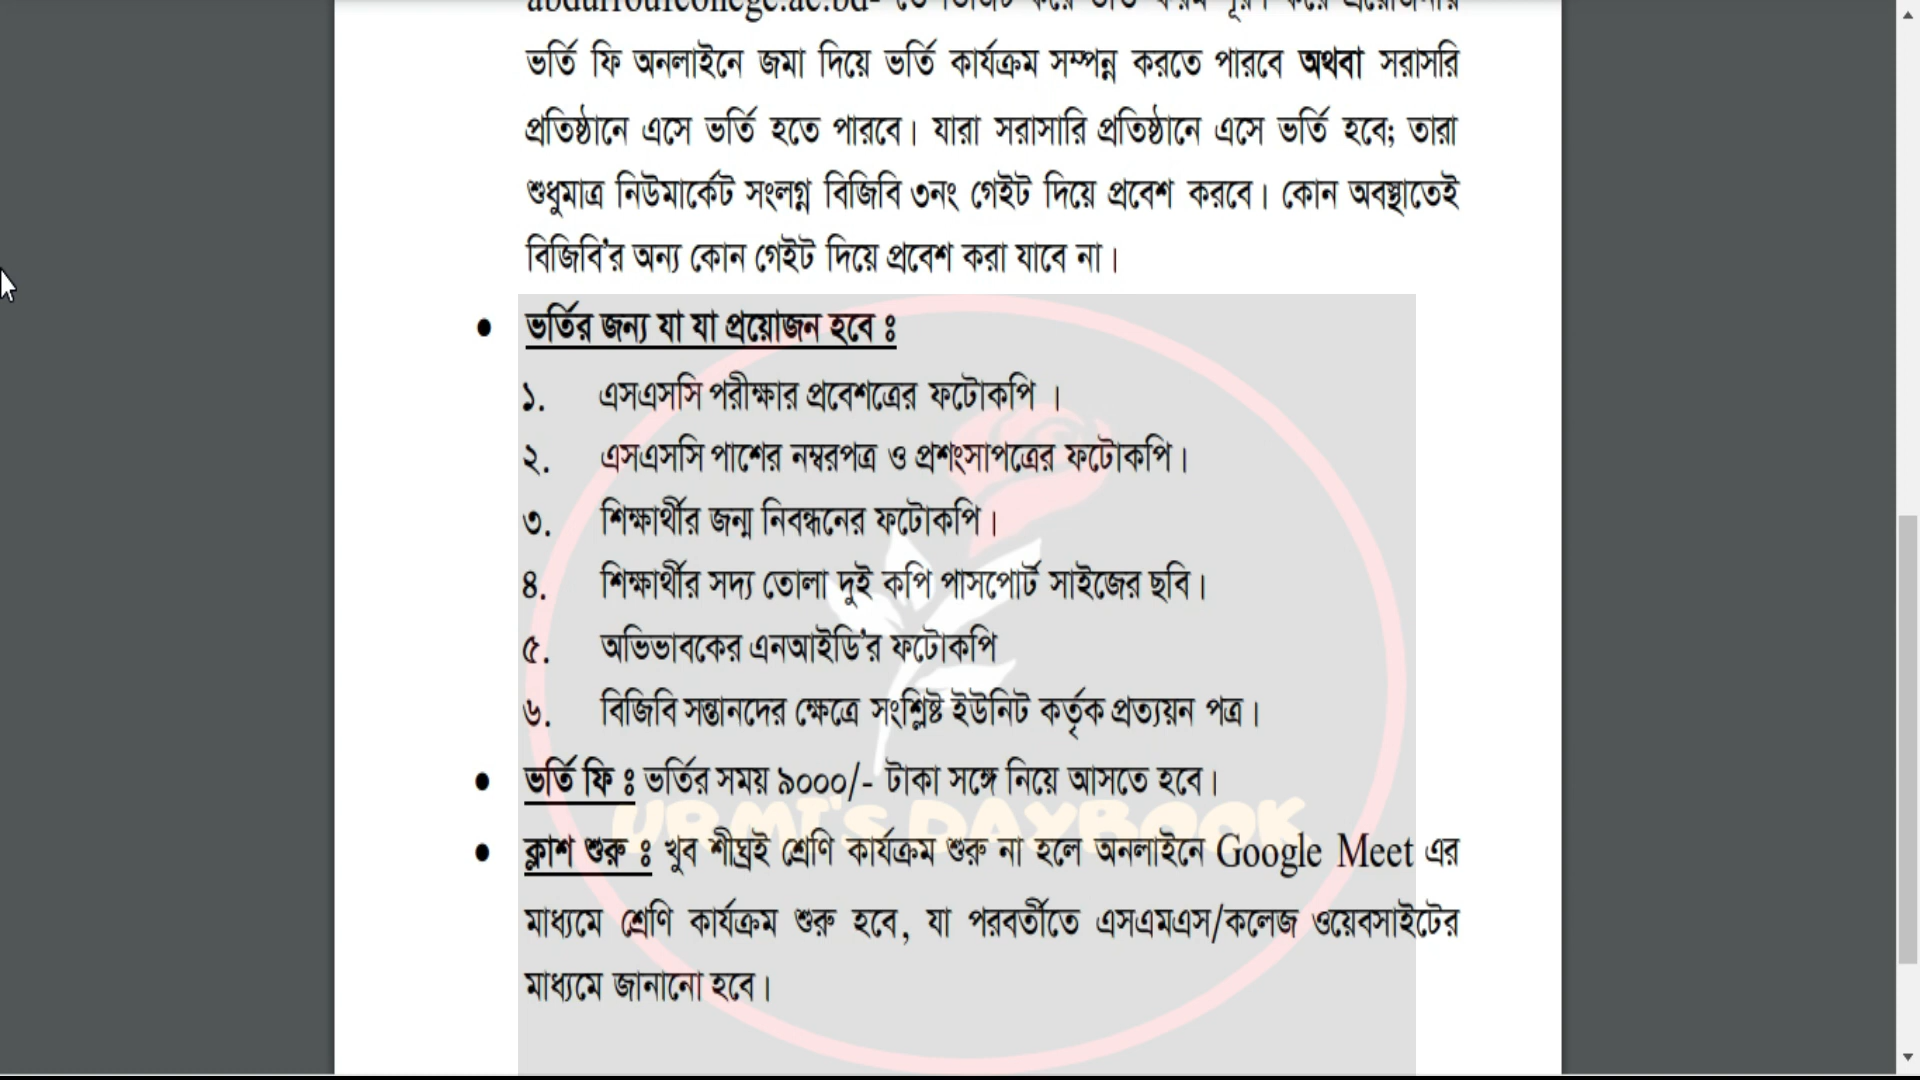 ভর্তি ফি অনলাইনে জমা দিয়ে ভর্তি কার্যক্রম সম্পন্ন করতে পারবে অথবা সরাসরি
প্রতিষ্ঠানে এসে ভর্তি হতে পারবে। যারা সরাসারি প্রতিষ্ঠানে এসে ভর্তি হবে; তারা
শুধুমাত্র নিউমার্কেট সংলগ্ন বিজিবি ৩নং গেইট দিয়ে প্রবেশ করবে। কোন অবস্থাতেই
বিজিবি'র অন্য কোন গেইট দিয়ে প্রবেশ করা যাবে না।
• ভর্তির জন্য যা যা প্রয়োজন হবে ঃ
১. এসএসসি পরীক্ষার প্রবেশত্রের ফটোকপি ।
২. এসএসসি পাশের নম্বরপত্র ও প্রশংসাপত্রের ফটোকপি।
৩. শিক্ষার্থীর জন্ম নিবন্ধনের ফটোকপি।
৪. শিক্ষার্থীর সদ্য তোলা দুই কপি পাসপোর্ট সাইজের ছবি।
৫. অভিভাবকের এনআইডি'র ফটোকপি
৬. বিজিবি সন্তানদের ক্ষেত্রে সংশ্লিষ্ট ইউনিট কর্তৃক প্রত্যয়ন পত্র।
• ভর্তি ফি ঃ ভর্তির সময় ৯০০০/- টাকা সঙ্গে নিয়ে আসতে হবে।
URMI'S DAYBOOK
• ক্লাশ শুরু ঃ খুব শীঘ্রই শ্রেণি কার্যক্রম শুরু না হলে অনলাইনে Google Meet এর
মাধ্যমে শ্রেণি কার্যক্রম শুরু হবে, যা পরবর্তীতে এসএমএস/কলেজ ওয়েবসাইটের
মাধ্যমে জানানো হবে।